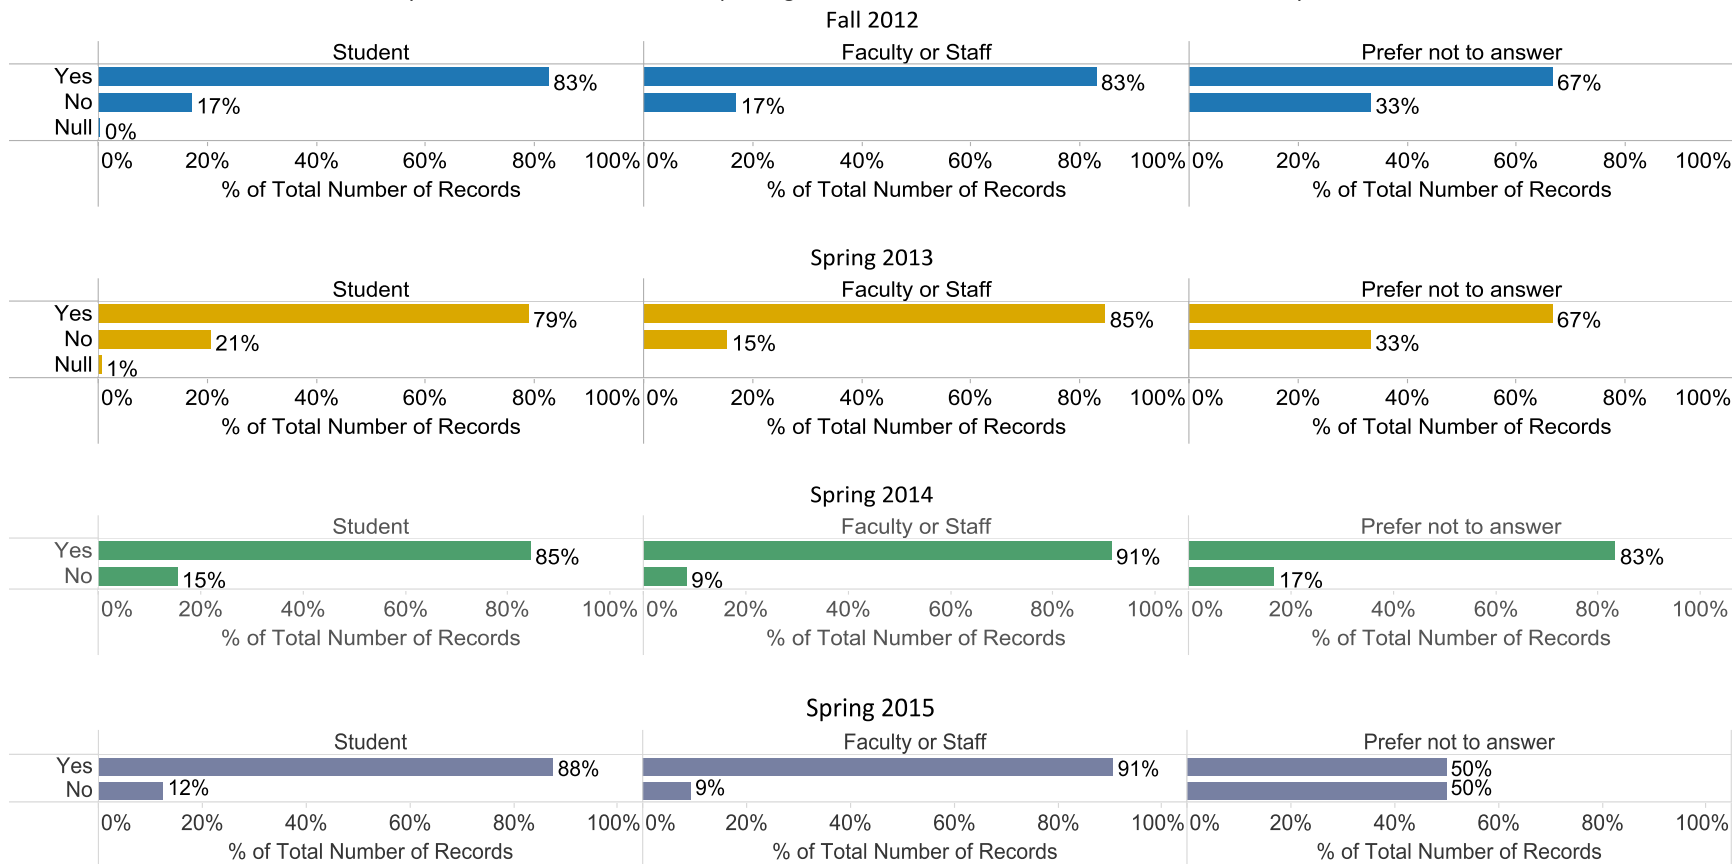 Fall 2012
Student Faculty or Staff Prefer not to answer
Yes 83% 83% 67%
No 17% 17% 33%
Null 0%
0% 20% 40% 60% 80% 100% 0% 20% 40% 60% 80% 100% 0% 20% 40% 60% 80% 100%
% of Total Number of Records % of Total Number of Records % of Total Number of Records
Spring 2013
Student Faculty or Staff Prefer not to answer
Yes 79% 85% 67%
No 21% 15% 33%
Null 1%
0% 20% 40% 60% 80% 100% 0% 20% 40% 60% 80% 100% 0% 20% 40% 60% 80% 100%
% of Total Number of Records % of Total Number of Records % of Total Number of Records
Spring 2014
Student Faculty or Staff Prefer not to answer
Yes 85% 91% 83%
No 15% 9% 17%
0% 20% 40% 60% 80% 100% 0% 20% 40% 60% 80% 100% 0% 20% 40% 60% 80% 100%
% of Total Number of Records % of Total Number of Records % of Total Number of Records
Spring 2015
Student Faculty or Staff Prefer not to answer
Yes 88% 91% 50%
No 12% 9% 50%
0% 20% 40% 60% 80% 100% 0% 20% 40% 60% 80% 100% 0% 20% 40% 60% 80% 100%
% of Total Number of Records % of Total Number of Records % of Total Number of Records